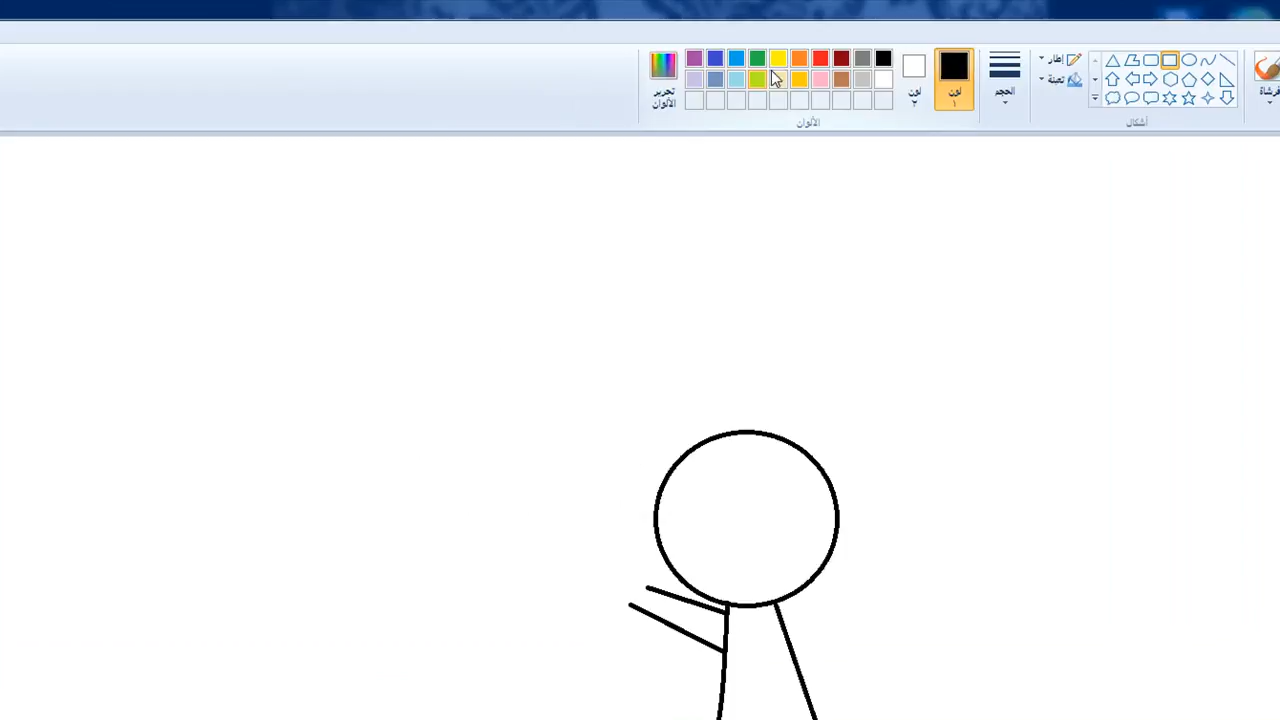 فرشاة
أشكال
إطار
تعبئة
الحجم
لون
١
لون
٢
تحرير
الألوان
الألوان